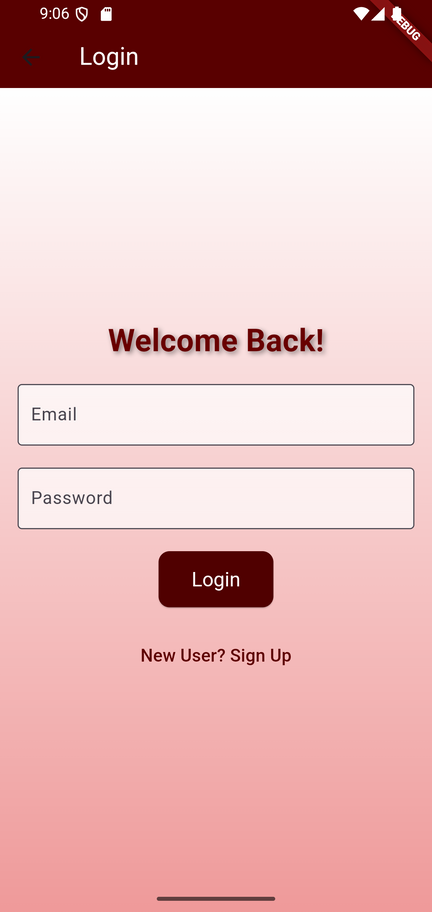 9:06
DEBUG
Login
Welcome Back!
Email
Password
Login
New User? Sign Up